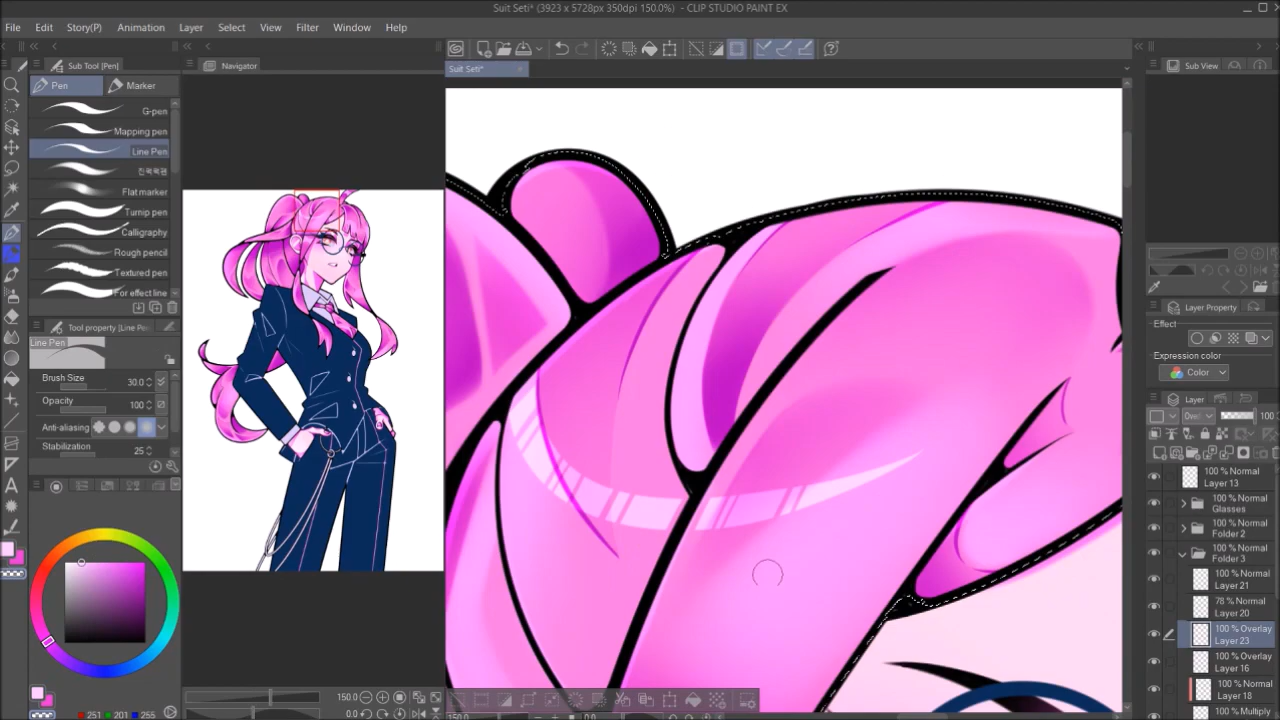 Suit Seti* (3923 x 5728px 350dpi 150.0%) - CLIP STUDIO PAINT EX
File Edit Story(P) Animation Layer Select View Filter Window Help
Sub Tool [Pen]
Navigator
Suit Seti*
Sub View
Pen
Marker
G-pen
Mapping pen
Line Pen
Flat marker
Turnip pen
Calligraphy
Rough pencil
Textured pen
For effect line
Tool property [Line Pen
Line Pen
Brush Size 30.0
Opacity 100
Anti-aliasing
Stabilization 25
251 201 255
150.0
0.0
150.0
0.0
Layer Property
Effect
Expression color
Color
Layer
100
100 % Normal
Layer 13
100 % Normal
Glasses
100 % Normal
Folder 2
100 % Normal
Folder 3
100 % Normal
Layer 21
78 % Normal
Layer 20
100 % Overlay
Layer 23
100 % Overlay
Layer 16
100 % Normal
Layer 18
100 % Multiply